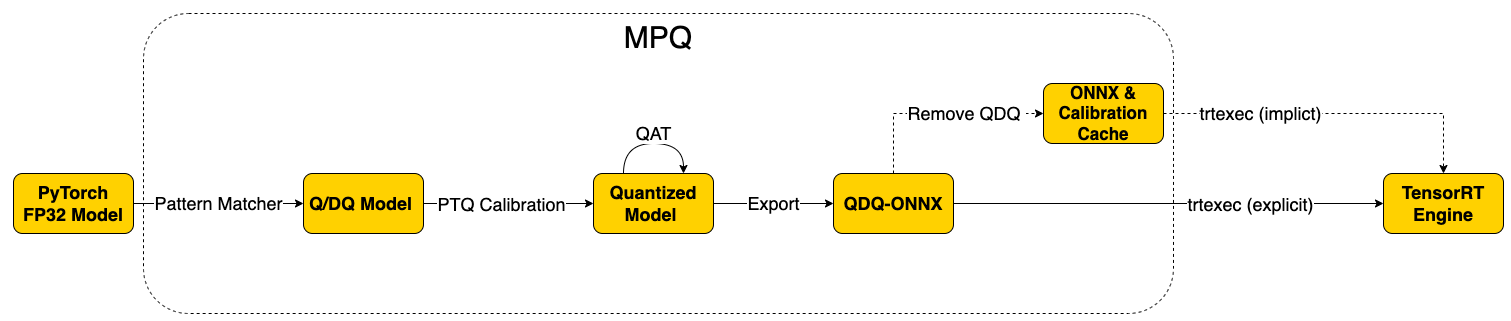 MPQ
ONNX &
Calibration
Cache
Remove QDQ
trtexec (implict)
QAT
PyTorch
FP32 Model
Pattern Matcher
Q/DQ Model
PTQ Calibration
Quantized
Model
Export
QDQ-ONNX
trtexec (explicit)
TensorRT
Engine